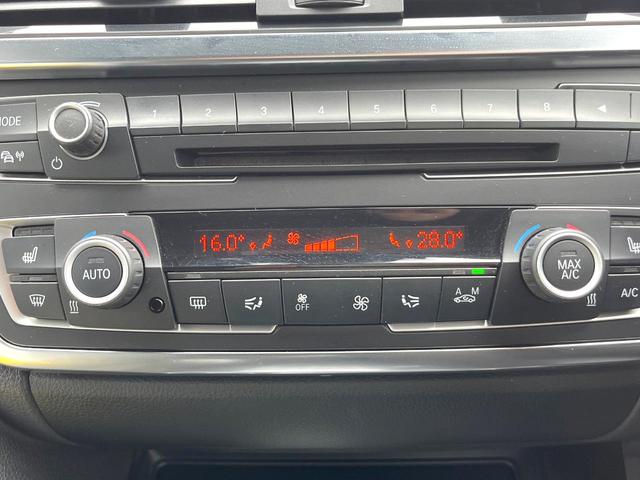 MODE 1 2 3 4 5 6 7 8
16.0° 28.0°
AUTO MAX A/C
OFF A M A/C